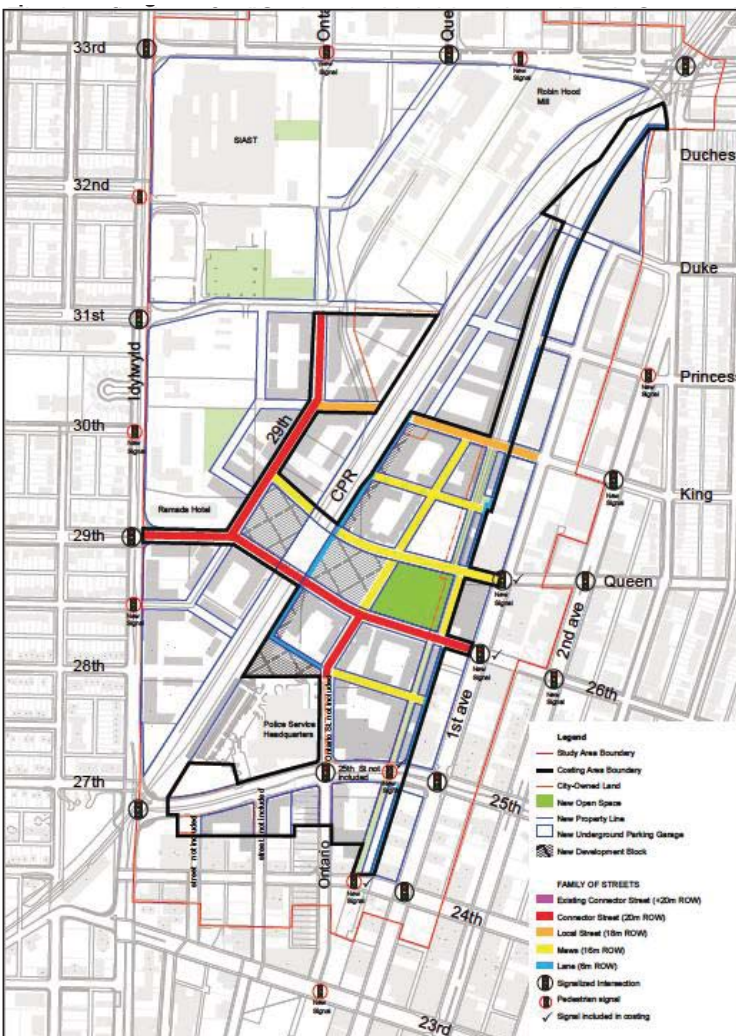 33rd
Onta
Que
New
Signal
New
Signal
Robin Hood
Mill
SIAST
Duches
32nd
Duke
31st
Idylwyld
Princess
New
Signal
30th
New
Signal
29th
CPR
King
New
Signal
Ramada Hotel
29th
Queen
New
Signal
2nd ave
New
Signal
28th
New
Signal
New
Signal
26th
1st ave
Police Service
Headquarters
Ontario St. not included
25th St not
included
New
Signal
27th
25th
street not included
street not included
Ontario
New
Signal
24th
New
Signal
23rd
Legend
Study Area Boundary
Costing Area Boundary
City-Owned Land
New Open Space
New Property Line
New Underground Parking Garage
New Development Block
FAMILY OF STREETS
Existing Connector Street (+20m ROW)
Connector Street (20m ROW)
Local Street (18m ROW)
Mews (16m ROW)
Lane (6m ROW)
Signalized Intersection
Pedestrian signal
Signal included in costing